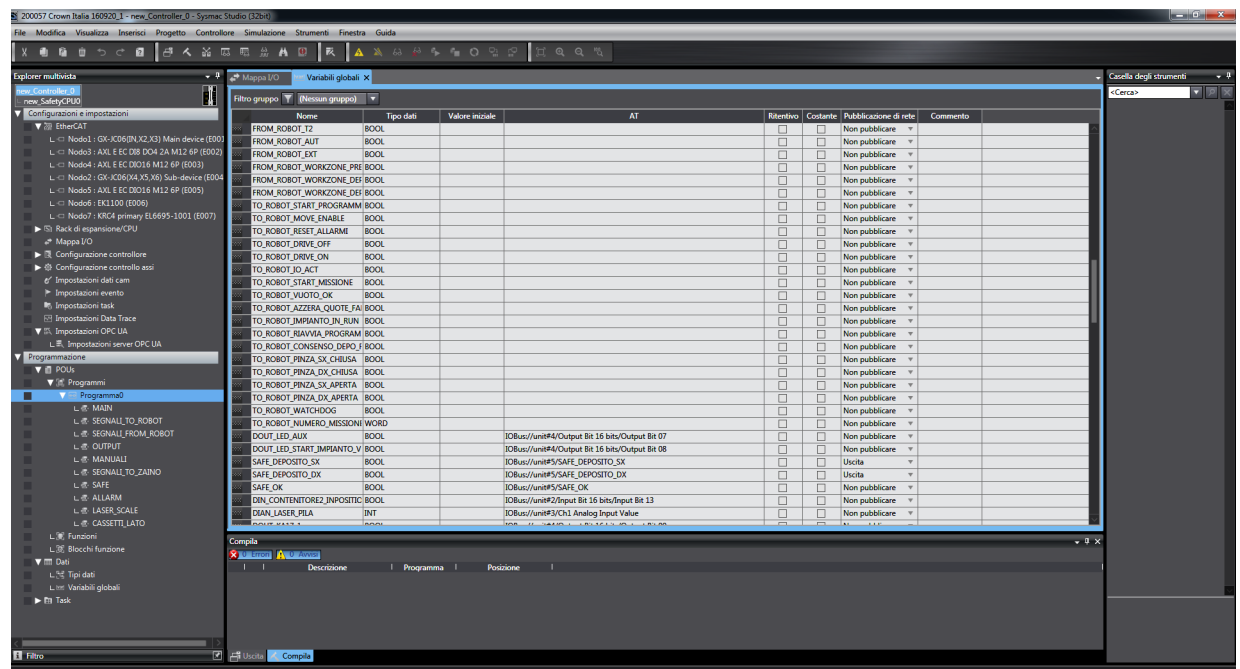 200057 Crown Italia 160920_1 - new_Controller_0 - Sysmac Studio (32bit)
File Modifica Visualizza Inserisci Progetto Controllore Simulazione Strumenti Finestra Guida
Explorer multivista
new_Controller_0
new_SafetyCPU0
Configurazioni e impostazioni
EtherCAT
Nodo1 : GX-JC06(IN,X2,X3) Main device (E001
Nodo3 : AXL E EC DI8 DO4 2A M12 6P (E002)
Nodo4 : AXL E EC DIO16 M12 6P (E003)
Nodo2 : GX-JC06(X4,X5,X6) Sub-device (E004
Nodo5 : AXL E EC DIO16 M12 6P (E005)
Nodo6 : EK1100 (E006)
Nodo7 : KRC4 primary EL6695-1001 (E007)
Rack di espansione/CPU
Mappa I/O
Configurazione controllore
Configurazione controllo assi
Impostazioni dati cam
Impostazioni evento
Impostazioni task
Impostazioni Data Trace
Impostazioni OPC UA
Impostazioni server OPC UA
Programmazione
POUs
Programmi
Programma0
MAIN
SEGNALI_TO_ROBOT
SEGNALI_FROM_ROBOT
OUTPUT
MANUALI
SEGNALI_TO_ZAINO
SAFE
ALLARM
LASER_SCALE
CASSETTI_LATO
Funzioni
Blocchi funzione
Dati
Tipi dati
Variabili globali
Task
Filtro
Mappa I/O Variabili globali
Filtro gruppo (Nessun gruppo)
Nome Tipo dati Valore iniziale AT Ritentivo Costante Pubblicazione di rete Commento
FROM_ROBOT_T2 BOOL Non pubblicare
FROM_ROBOT_AUT BOOL Non pubblicare
FROM_ROBOT_EXT BOOL Non pubblicare
FROM_ROBOT_WORKZONE_PRE BOOL Non pubblicare
FROM_ROBOT_WORKZONE_DEF BOOL Non pubblicare
FROM_ROBOT_WORKZONE_DEF BOOL Non pubblicare
TO_ROBOT_START_PROGRAMM BOOL Non pubblicare
TO_ROBOT_MOVE_ENABLE BOOL Non pubblicare
TO_ROBOT_RESET_ALLARMI BOOL Non pubblicare
TO_ROBOT_DRIVE_OFF BOOL Non pubblicare
TO_ROBOT_DRIVE_ON BOOL Non pubblicare
TO_ROBOT_IO_ACT BOOL Non pubblicare
TO_ROBOT_START_MISSIONE BOOL Non pubblicare
TO_ROBOT_VUOTO_OK BOOL Non pubblicare
TO_ROBOT_AZZERA_QUOTE_FAI BOOL Non pubblicare
TO_ROBOT_IMPIANTO_IN_RUN BOOL Non pubblicare
TO_ROBOT_RIAVVIA_PROGRAM BOOL Non pubblicare
TO_ROBOT_CONSENSO_DEPO_F BOOL Non pubblicare
TO_ROBOT_PINZA_SX_CHIUSA BOOL Non pubblicare
TO_ROBOT_PINZA_DX_CHIUSA BOOL Non pubblicare
TO_ROBOT_PINZA_SX_APERTA BOOL Non pubblicare
TO_ROBOT_PINZA_DX_APERTA BOOL Non pubblicare
TO_ROBOT_WATCHDOG BOOL Non pubblicare
TO_ROBOT_NUMERO_MISSIONI WORD Non pubblicare
DOUT_LED_AUX BOOL IOBus://unit#4/Output Bit 16 bits/Output Bit 07 Non pubblicare
DOUT_LED_START_IMPIANTO_V BOOL IOBus://unit#4/Output Bit 16 bits/Output Bit 08 Non pubblicare
SAFE_DEPOSITO_SX BOOL IOBus://unit#5/SAFE_DEPOSITO_SX Uscita
SAFE_DEPOSITO_DX BOOL IOBus://unit#5/SAFE_DEPOSITO_DX Uscita
SAFE_OK BOOL IOBus://unit#5/SAFE_OK Non pubblicare
DIN_CONTENITORE2_INPOSITIC BOOL IOBus://unit#2/Input Bit 16 bits/Input Bit 13 Non pubblicare
DIAN_LASER_PILA INT IOBus://unit#3/Ch1 Analog Input Value Non pubblicare
Compila
0 Errori 0 Avvisi
Descrizione Programma Posizione
Uscita Compila
Casella degli strumenti
<Cerca>